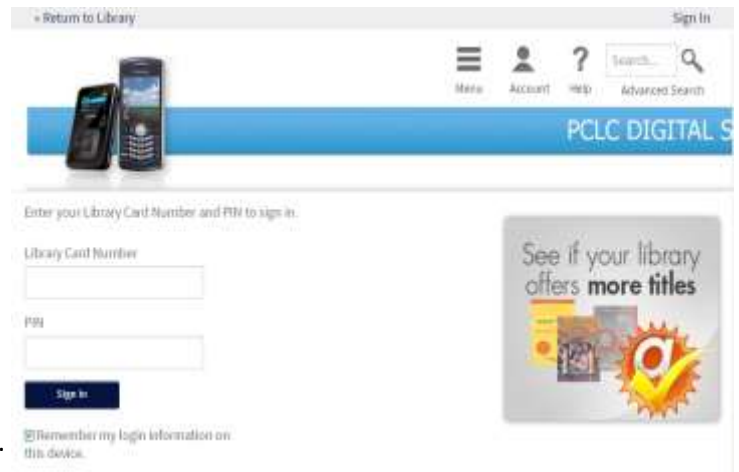 « Return to Library
Sign In
Menu
Account
?
Help
Search...
Advanced Search
PCLC DIGITAL S
Enter your Library Card Number and PIN to sign in.
Library Card Number
PIN
Sign In
Remember my login information on
this device.
See if your library
offers more titles
a
.